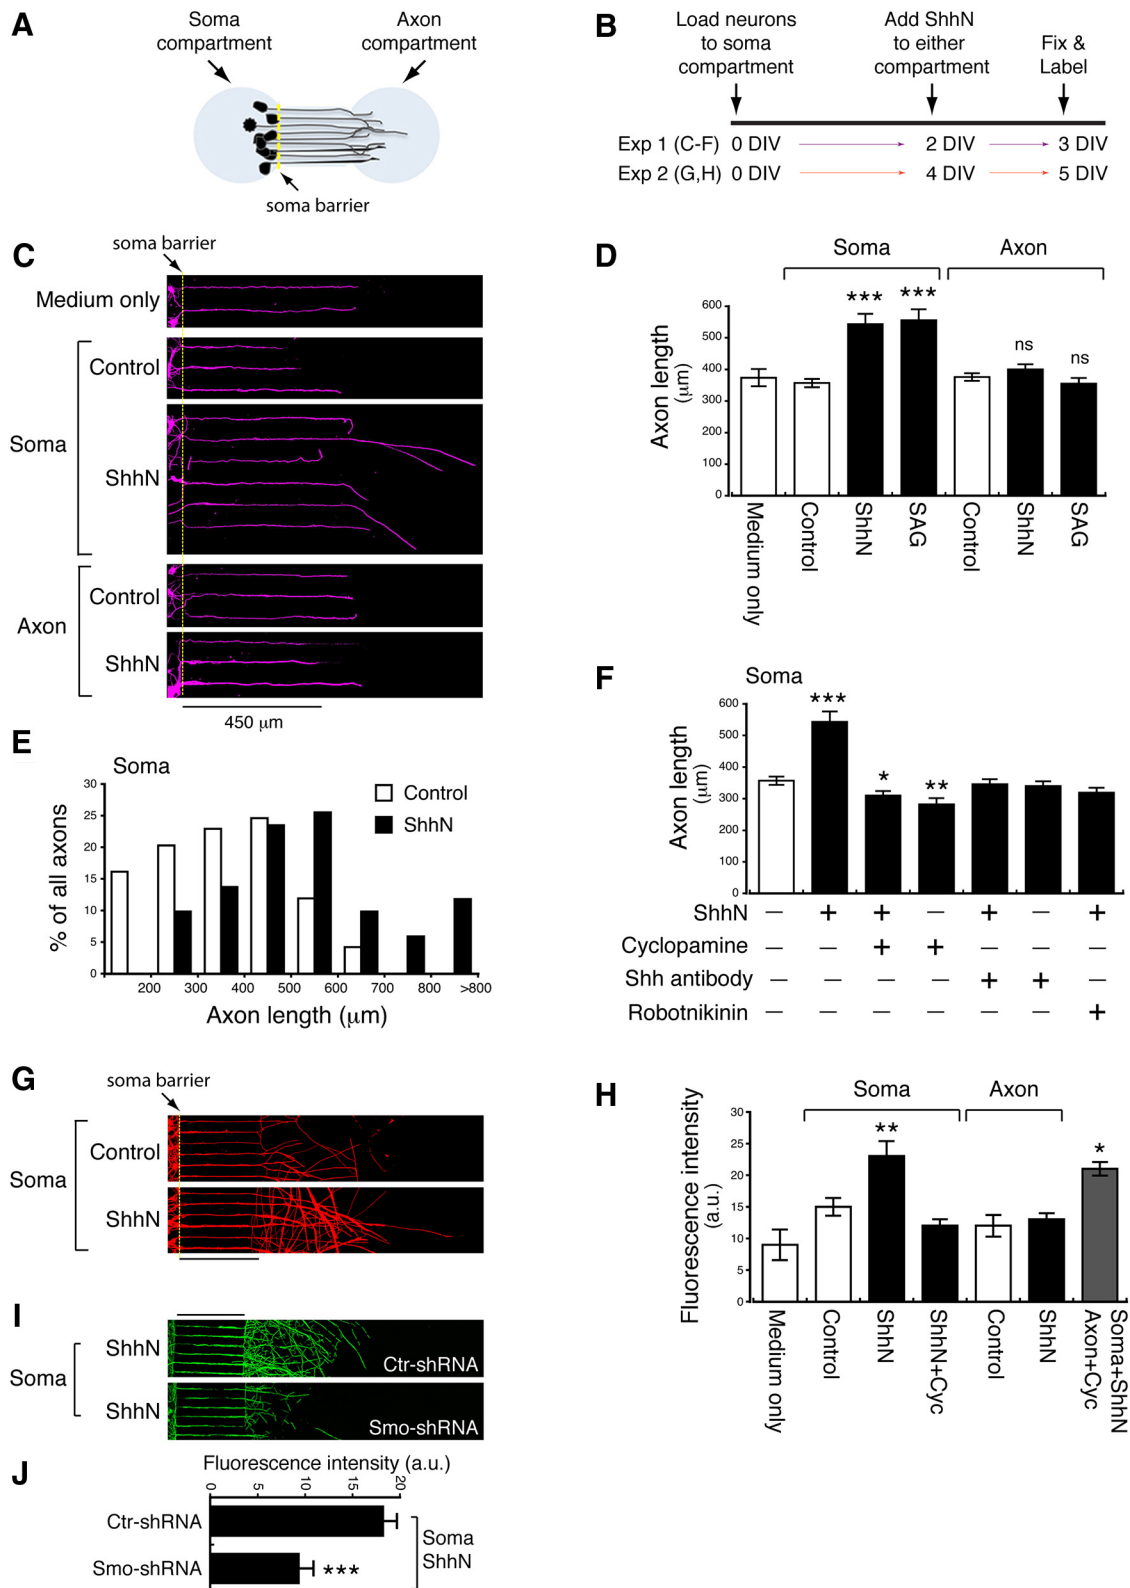 A
Soma
compartment
Axon
compartment
soma barrier
B
Load neurons
to soma
compartment
Add ShhN
to either
compartment
Fix &
Label
Exp 1 (C-F) 0 DIV 2 DIV 3 DIV
Exp 2 (G,H) 0 DIV 4 DIV 5 DIV
C
soma barrier
Medium only
Soma
Control
ShhN
Axon
Control
ShhN
450 µm
D
Soma Axon
Axon length
(µm)
600
500
400
300
200
100
0
*** *** ns ns
Medium only
Control
ShhN
SAG
Control
ShhN
SAG
E
Soma
% of all axons
30
25
20
15
10
5
0
Control
ShhN
200 300 400 500 600 700 800 >800
Axon length (µm)
F
Soma
Axon length
(µm)
600
500
400
300
200
100
0
*** * **
ShhN — + + — + — +
Cyclopamine — — + + — — —
Shh antibody — — — — + + —
Robotnikinin — — — — — — +
G
soma barrier
Soma
Control
ShhN
H
Soma Axon
Fluorescence intensity
(a.u.)
30
25
20
15
10
5
0
** *
Medium only
Control
ShhN
ShhN+Cyc
Control
ShhN
Soma+ShhN
Axon+Cyc
I
Soma
ShhN
Ctr-shRNA
ShhN
Smo-shRNA
J
Fluorescence intensity (a.u.)
0 5 10 15 20
Ctr-shRNA
Smo-shRNA
***
Soma
ShhN